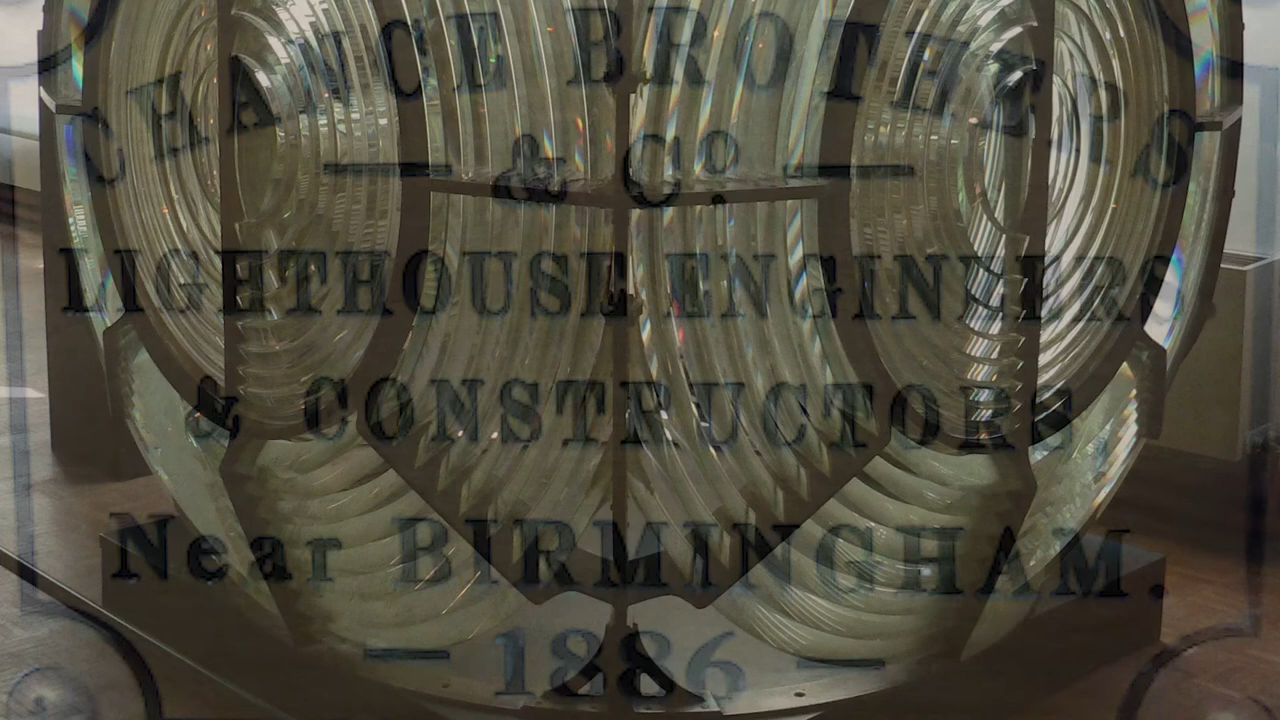 CHANCE BROTHERS
& Co.
LIGHTHOUSE ENGINEERS
& CONSTRUCTORS
Near BIRMINGHAM.
1886